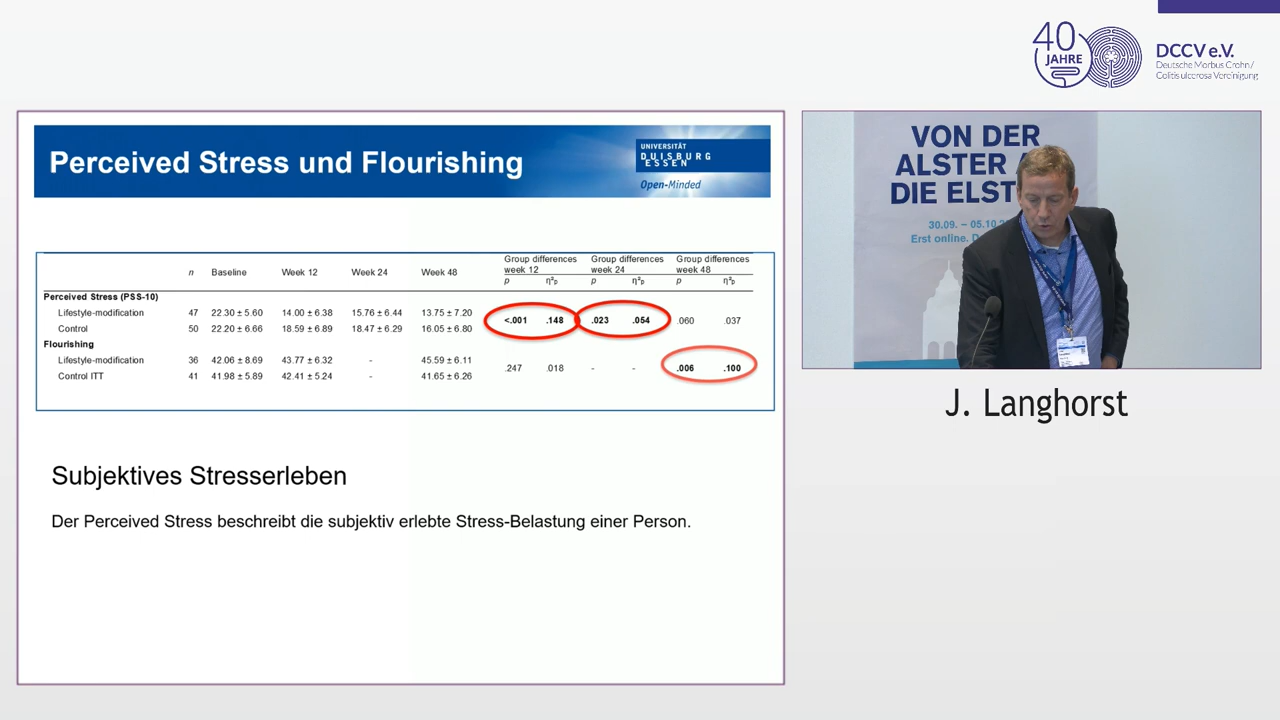 40
JAHRE
DCCV e.V.
Deutsche Morbus Crohn /
Colitis ulcerosa Vereinigung
Perceived Stress und Flourishing
UNIVERSITÄT
DUISBURG
ESSEN
Open-Minded
Group differences Group differences Group differences
n Baseline Week 12 Week 24 Week 48 week 12 week 24 week 48
p η²p p η²p p η²p
Perceived Stress (PSS-10)
Lifestyle-modification 47 22.30 ± 5.60 14.00 ± 6.38 15.76 ± 6.44 13.75 ± 7.20
<.001 .148 .023 .054 .060 .037
Control 50 22.20 ± 6.66 18.59 ± 6.89 18.47 ± 6.29 16.05 ± 6.80
Flourishing
Lifestyle-modification 36 42.06 ± 8.69 43.77 ± 6.32 - 45.59 ± 6.11
.247 .018 - - .006 .100
Control ITT 41 41.98 ± 5.89 42.41 ± 5.24 - 41.65 ± 6.26
Subjektives Stresserleben
Der Perceived Stress beschreibt die subjektiv erlebte Stress-Belastung einer Person.
VON DER
ALSTER
DIE ELST
30.09. – 05.10
Erst online.
J. Langhorst